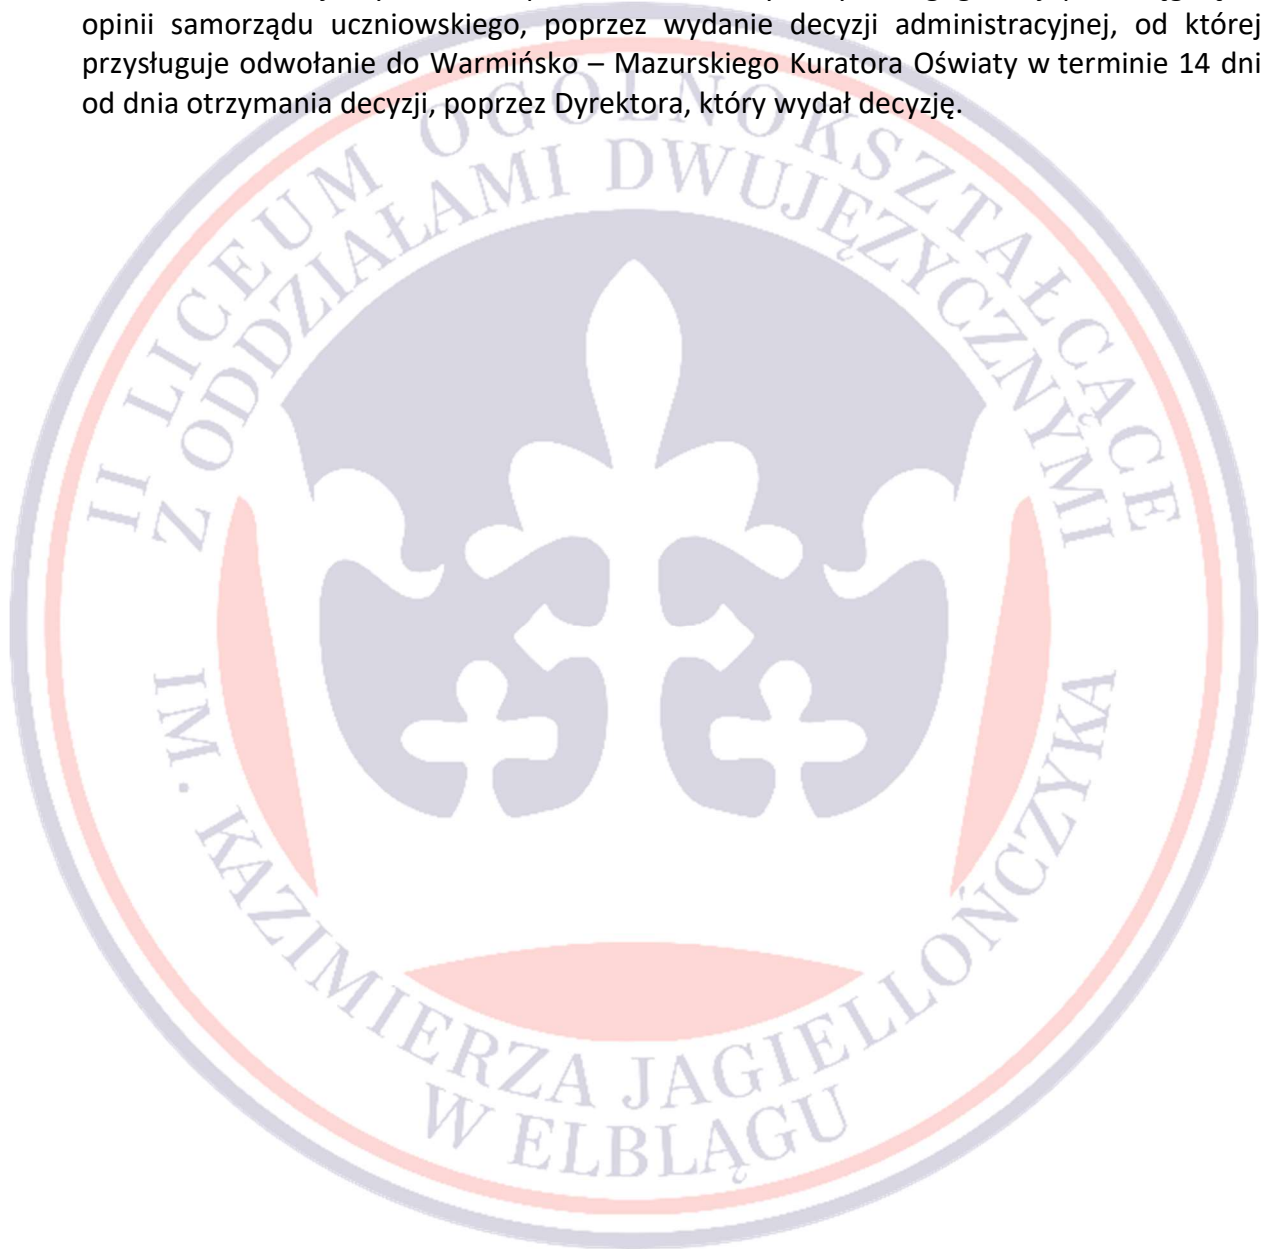 opinii samorządu uczniowskiego, poprzez wydanie decyzji administracyjnej, od której
przysługuje odwołanie do Warmińsko – Mazurskiego Kuratora Oświaty w terminie 14 dni
od dnia otrzymania decyzji, poprzez Dyrektora, który wydał decyzję.
II LICEUM OGÓLNOKSZTAŁCĄCE
Z ODDZIAŁAMI DWUJĘZYCZNYMI
IM. KAZIMIERZA JAGIELLOŃCZYKA
W ELBLĄGU